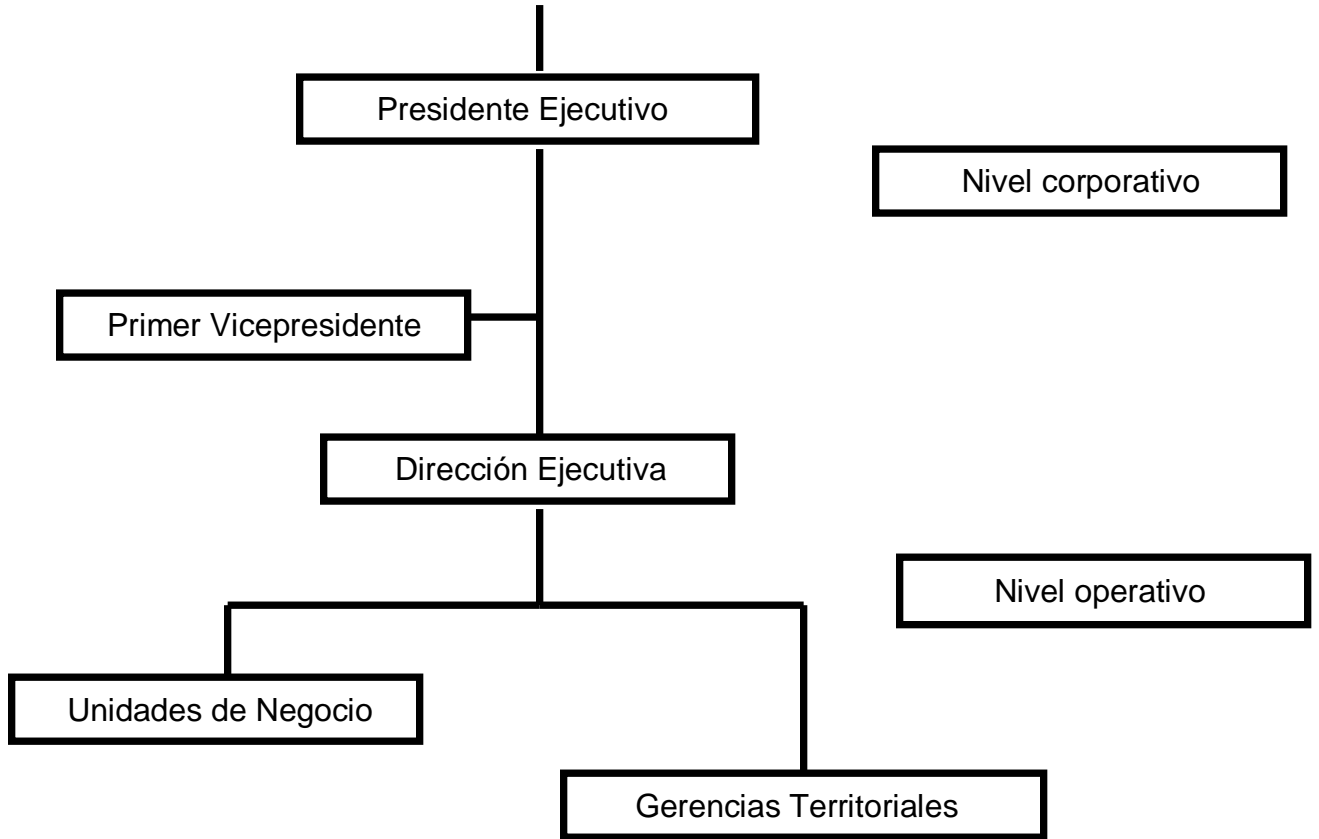 Presidente Ejecutivo
Nivel corporativo
Primer Vicepresidente
Dirección Ejecutiva
Nivel operativo
Unidades de Negocio
Gerencias Territoriales